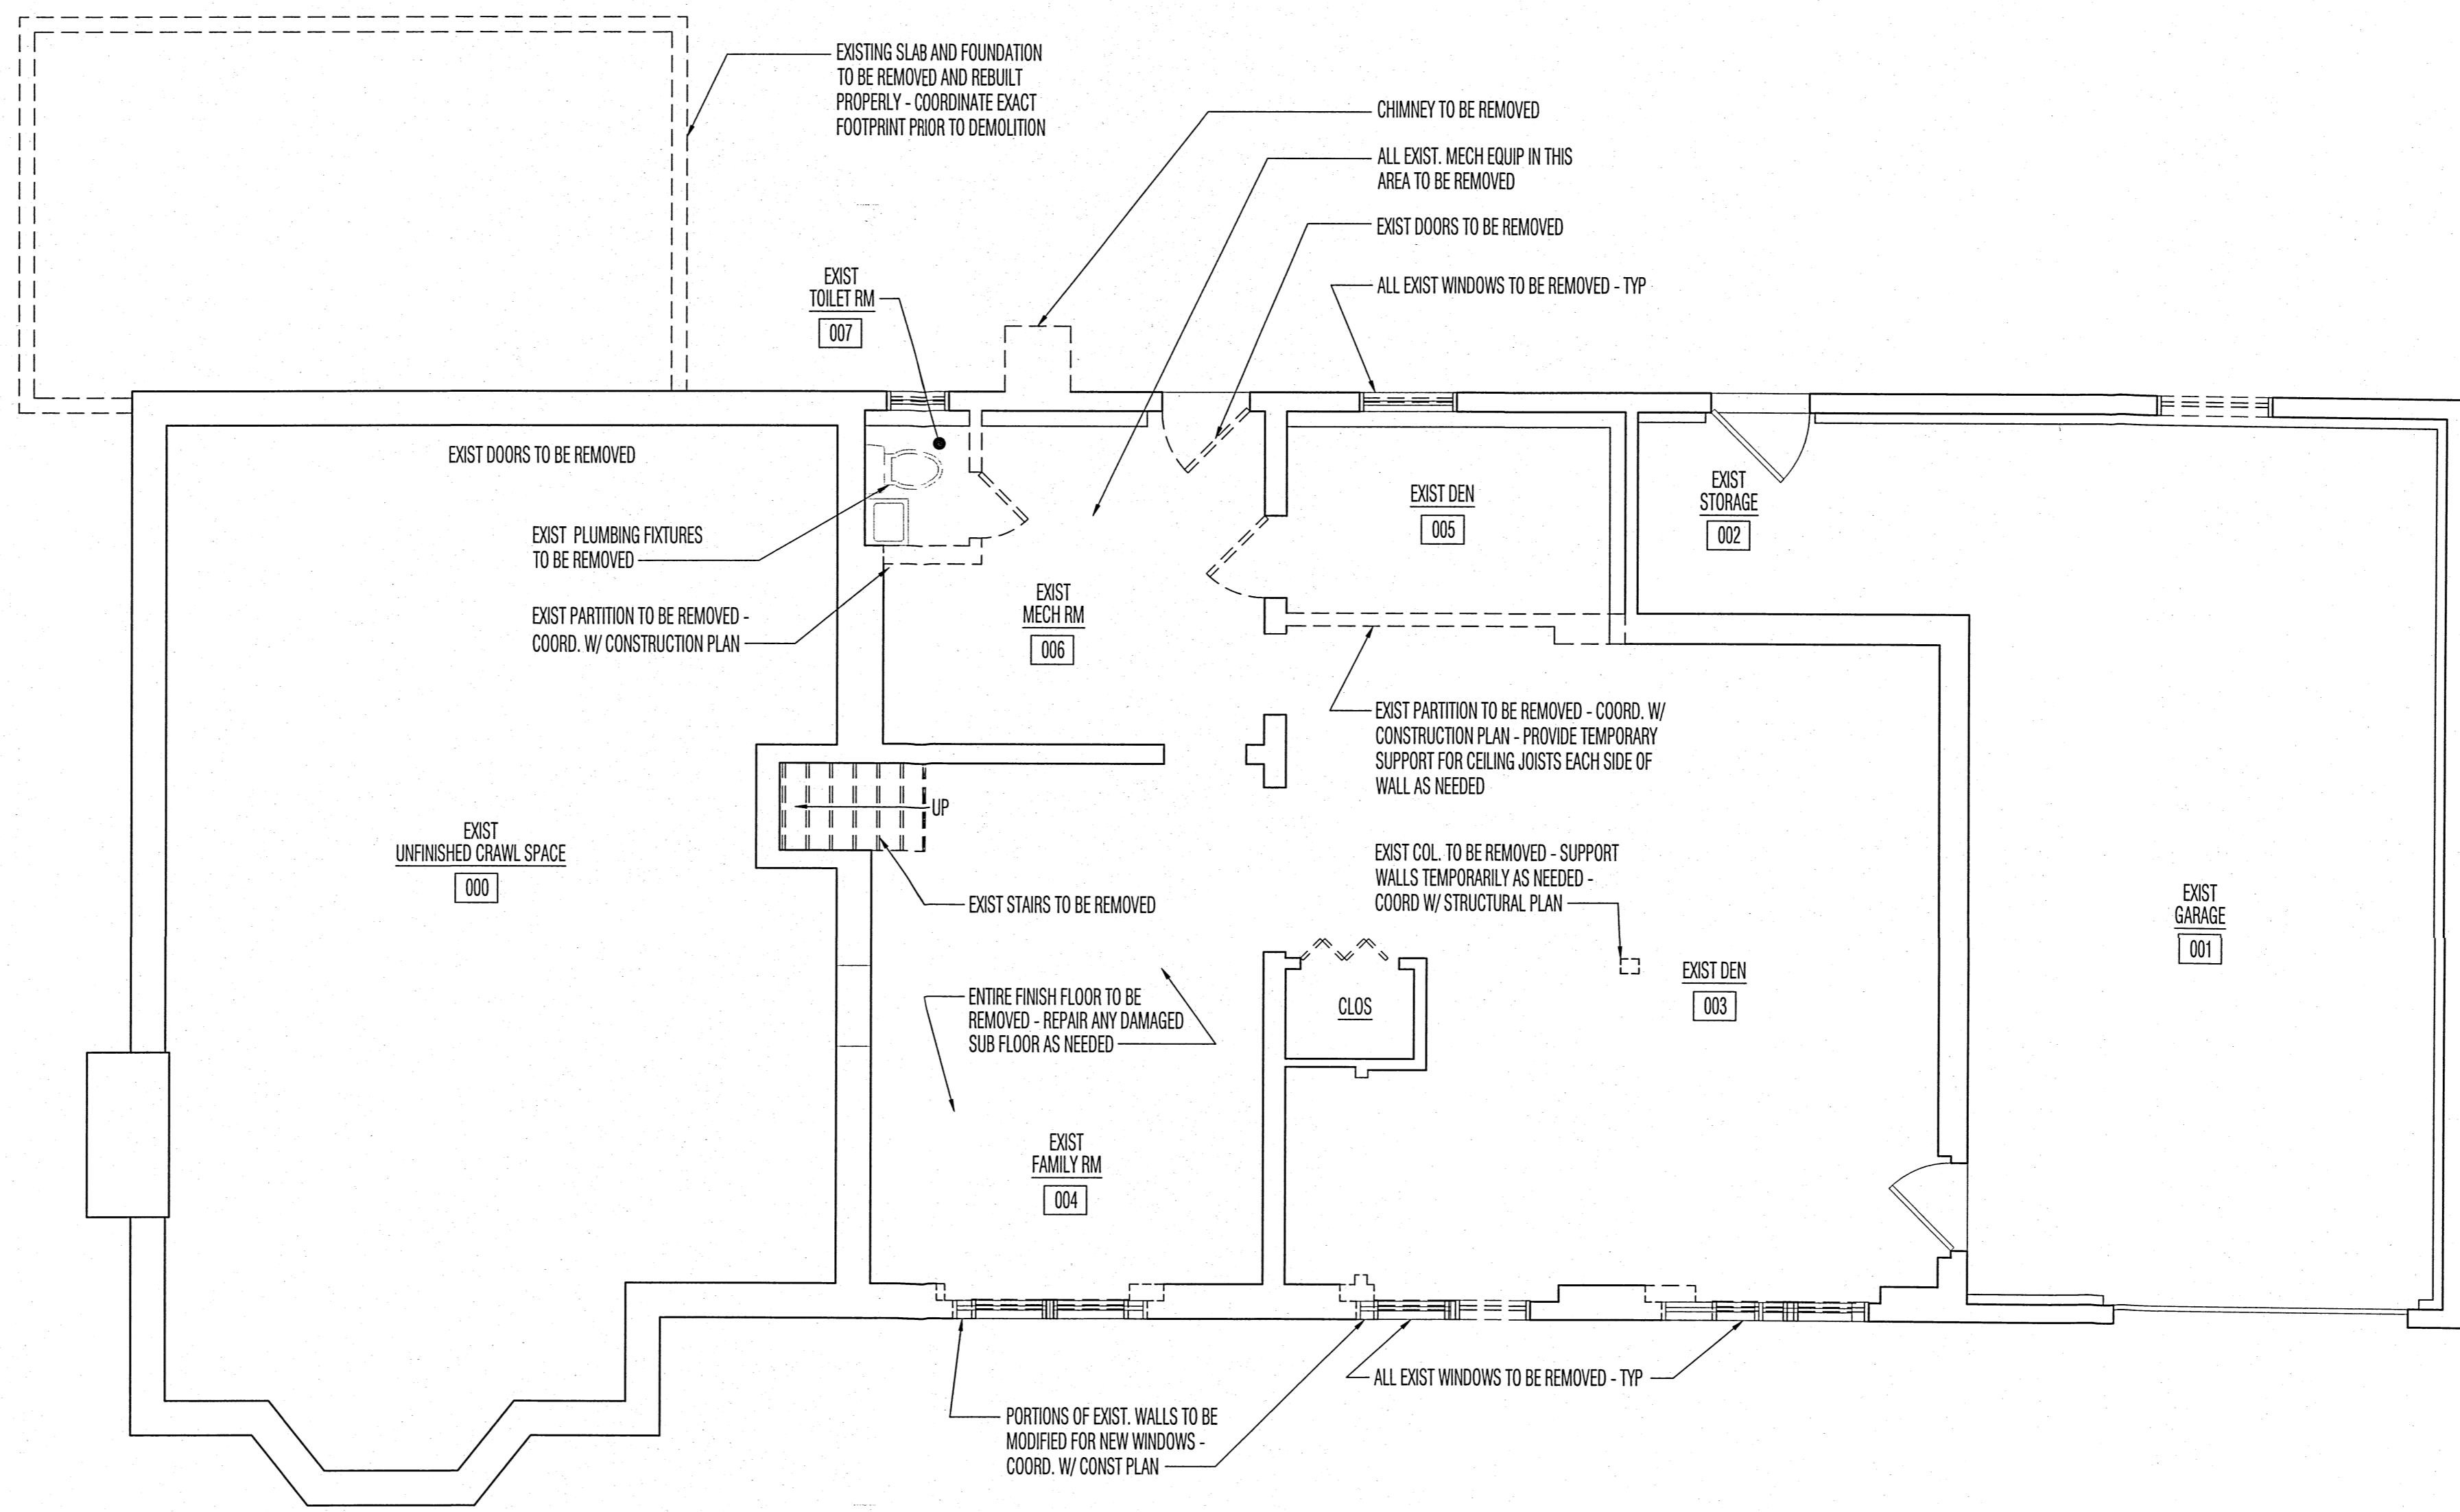 EXISTING SLAB AND FOUNDATION
TO BE REMOVED AND REBUILT
PROPERLY - COORDINATE EXACT
FOOTPRINT PRIOR TO DEMOLITION
CHIMNEY TO BE REMOVED
ALL EXIST. MECH EQUIP IN THIS
AREA TO BE REMOVED
EXIST DOORS TO BE REMOVED
ALL EXIST WINDOWS TO BE REMOVED - TYP
EXIST
TOILET RM
007
EXIST DOORS TO BE REMOVED
EXIST PLUMBING FIXTURES
TO BE REMOVED
EXIST PARTITION TO BE REMOVED -
COORD. W/ CONSTRUCTION PLAN
EXIST
MECH RM
006
EXIST DEN
005
EXIST
STORAGE
002
EXIST PARTITION TO BE REMOVED - COORD. W/
CONSTRUCTION PLAN - PROVIDE TEMPORARY
SUPPORT FOR CEILING JOISTS EACH SIDE OF
WALL AS NEEDED
UP
EXIST
UNFINISHED CRAWL SPACE
000
EXIST STAIRS TO BE REMOVED
EXIST COL. TO BE REMOVED - SUPPORT
WALLS TEMPORARILY AS NEEDED -
COORD W/ STRUCTURAL PLAN
EXIST
GARAGE
001
ENTIRE FINISH FLOOR TO BE
REMOVED - REPAIR ANY DAMAGED
SUB FLOOR AS NEEDED
CLOS
EXIST DEN
003
EXIST
FAMILY RM
004
ALL EXIST WINDOWS TO BE REMOVED - TYP
PORTIONS OF EXIST. WALLS TO BE
MODIFIED FOR NEW WINDOWS -
COORD. W/ CONST PLAN